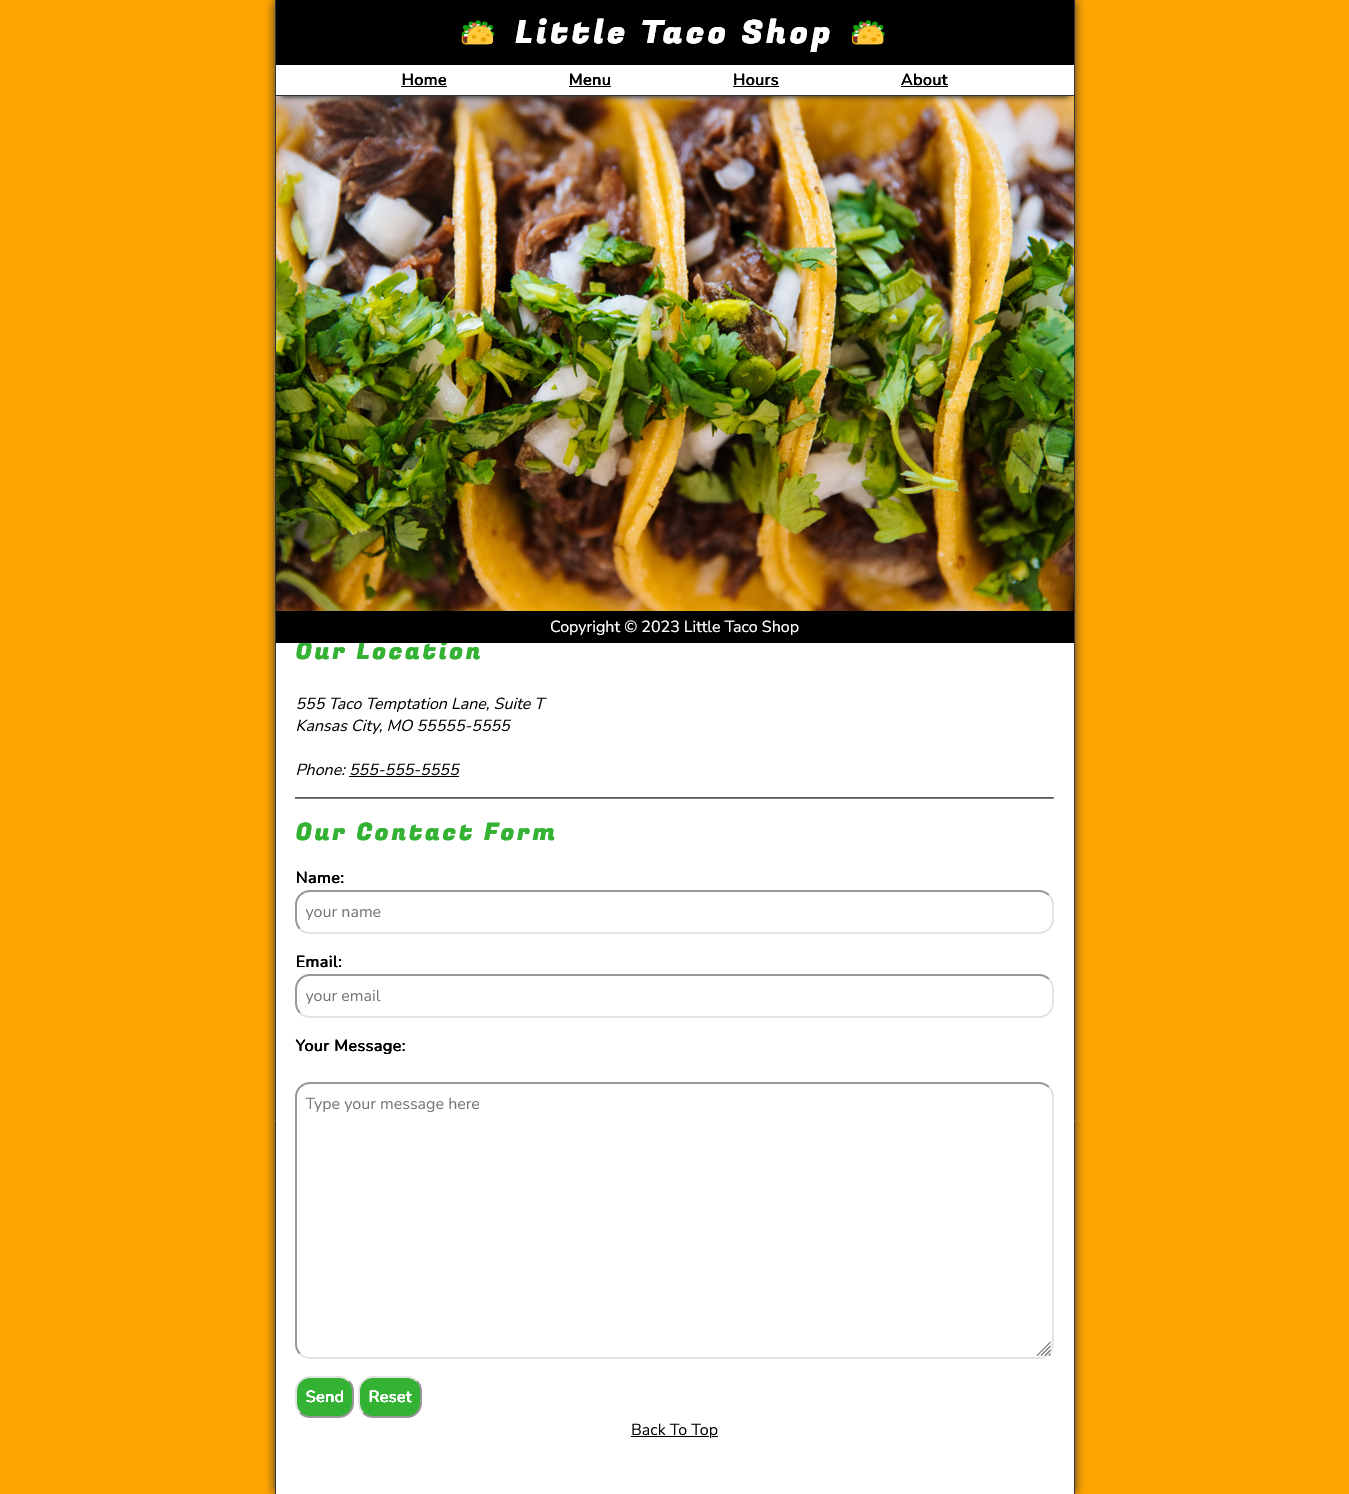 Little Taco Shop
Home Menu Hours About
Copyright © 2023 Little Taco Shop
Our Location
555 Taco Temptation Lane, Suite T
Kansas City, MO 55555-5555
Phone: 555-555-5555
Our Contact Form
Name:
your name
Email:
your email
Your Message:
Type your message here
Send Reset
Back To Top